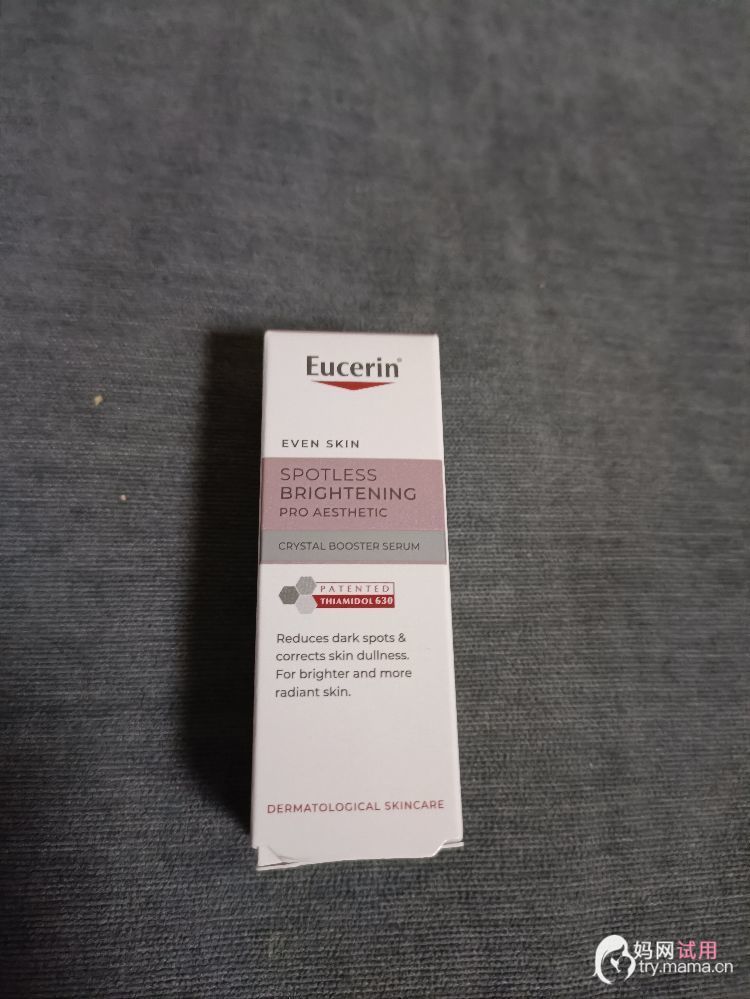 Eucerin®
EVEN SKIN
SPOTLESS
BRIGHTENING
PRO AESTHETIC
CRYSTAL BOOSTER SERUM
PATENTED
THIAMIDOL 630
Reduces dark spots &
corrects skin dullness.
For brighter and more
radiant skin.
DERMATOLOGICAL SKINCARE
妈网试用
try.mama.cn